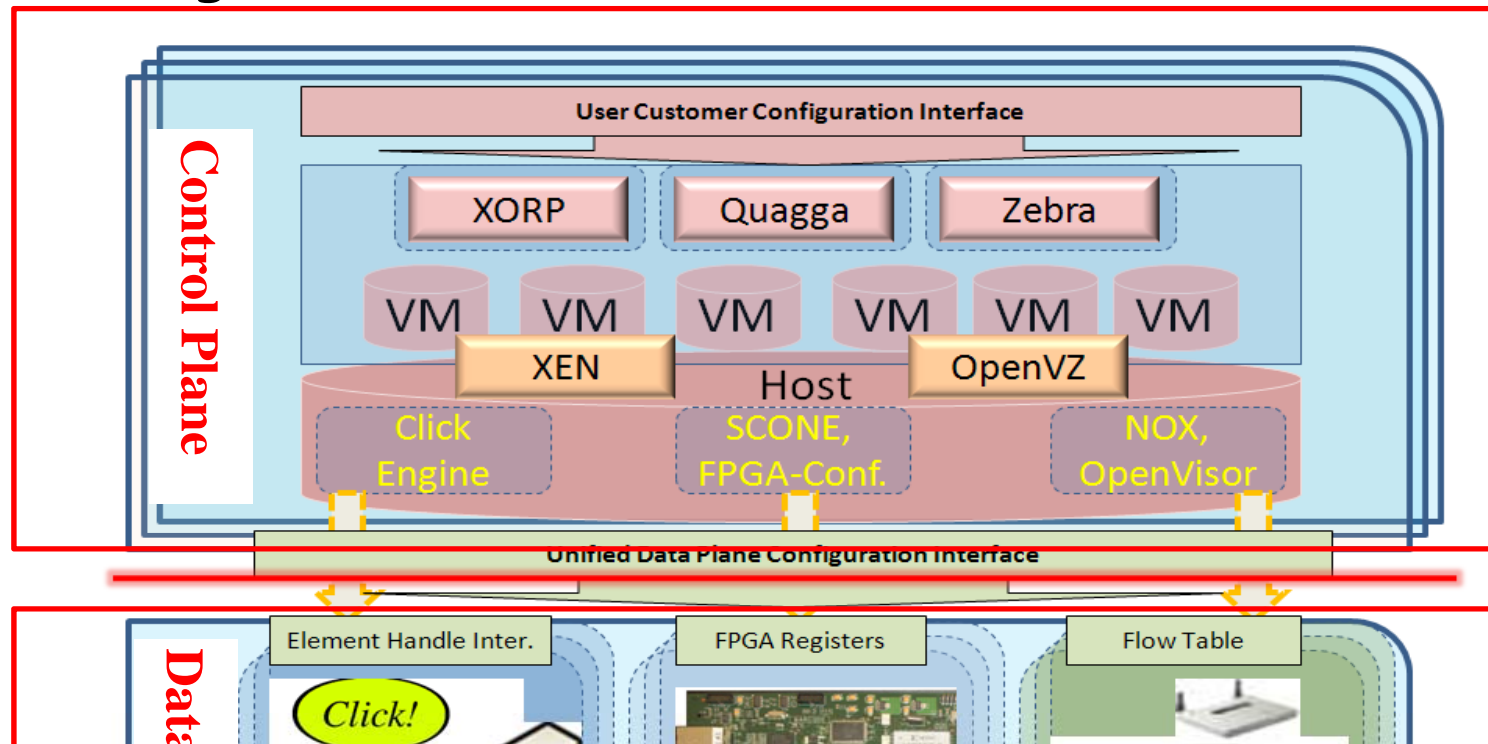 User Customer Configuration Interface
Control Plane
XORP
Quagga
Zebra
VM
VM
VM
VM
VM
VM
XEN
OpenVZ
Host
Click
Engine
SCONE,
FPGA-Conf.
NOX,
OpenVisor
Unified Data Plane Configuration Interface
Element Handle Inter.
FPGA Registers
Flow Table
Data
Click!